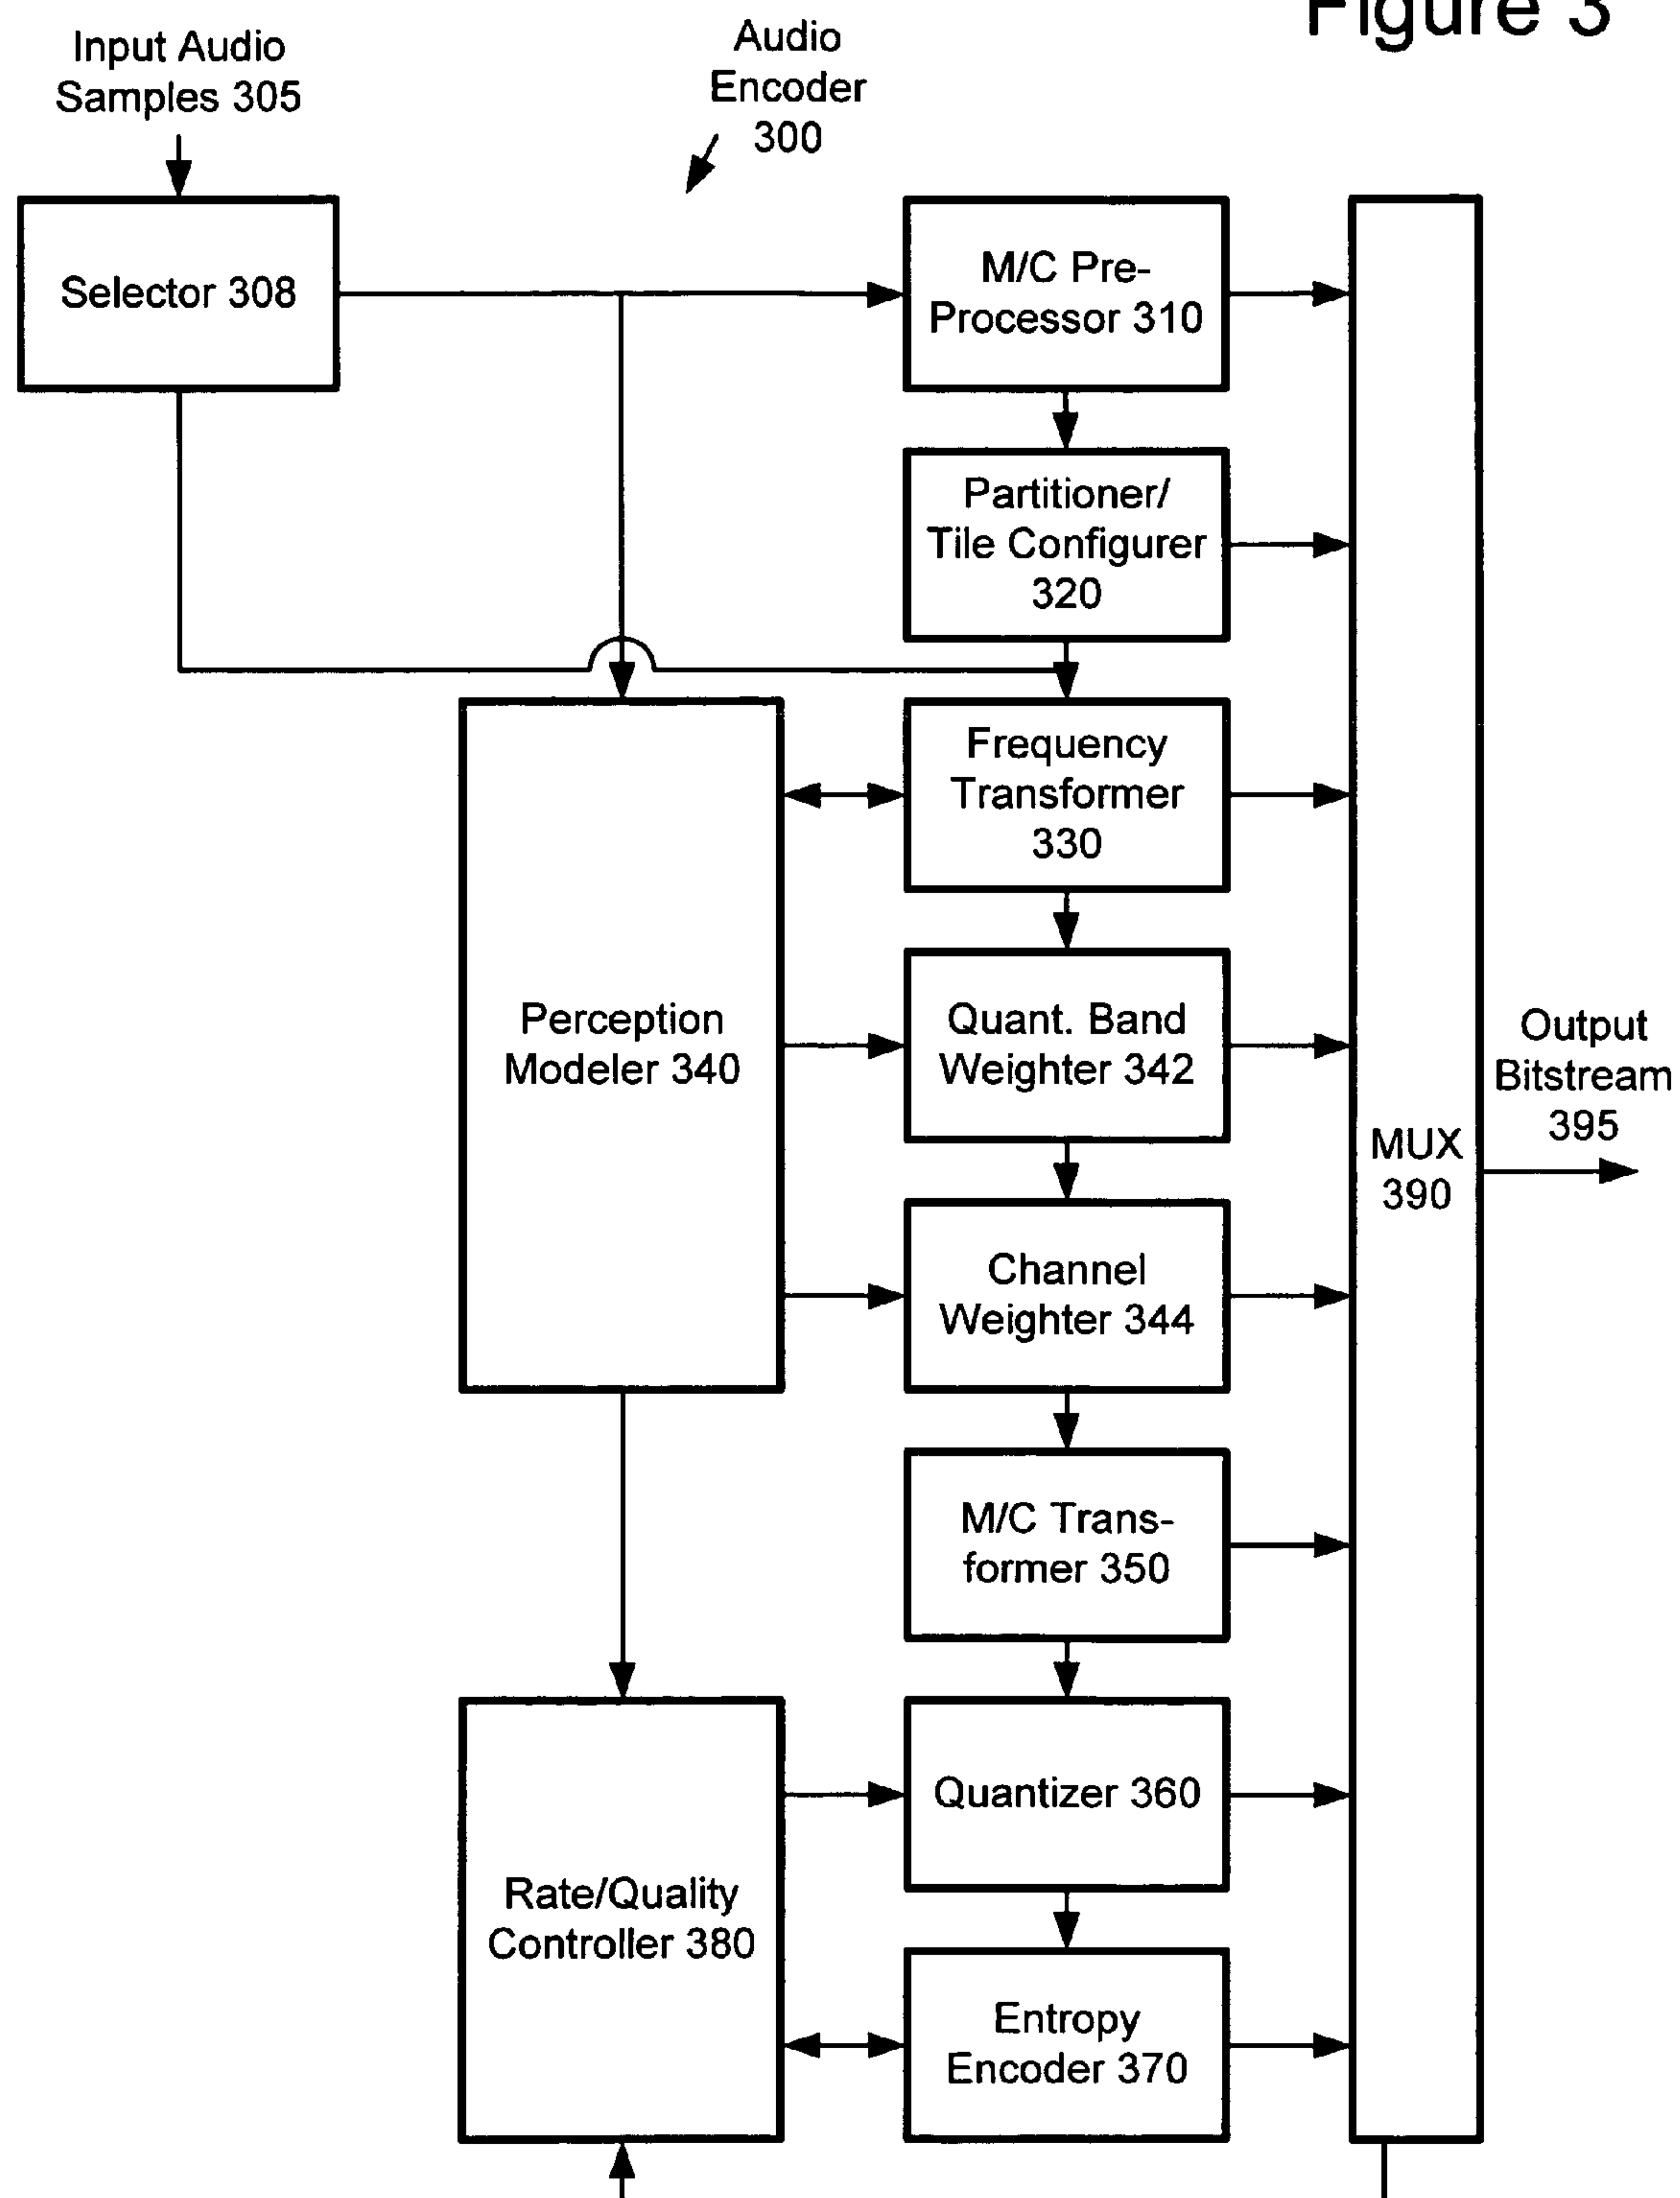 Figure 3
Input Audio
Samples 305
Audio
Encoder
300
Selector 308
M/C Pre-
Processor 310
Partitioner/
Tile Configurer
320
Frequency
Transformer
330
Perception
Modeler 340
Quant. Band
Weighter 342
Output
Bitstream
395
MUX
390
Channel
Weighter 344
M/C Trans-
former 350
Quantizer 360
Rate/Quality
Controller 380
Entropy
Encoder 370